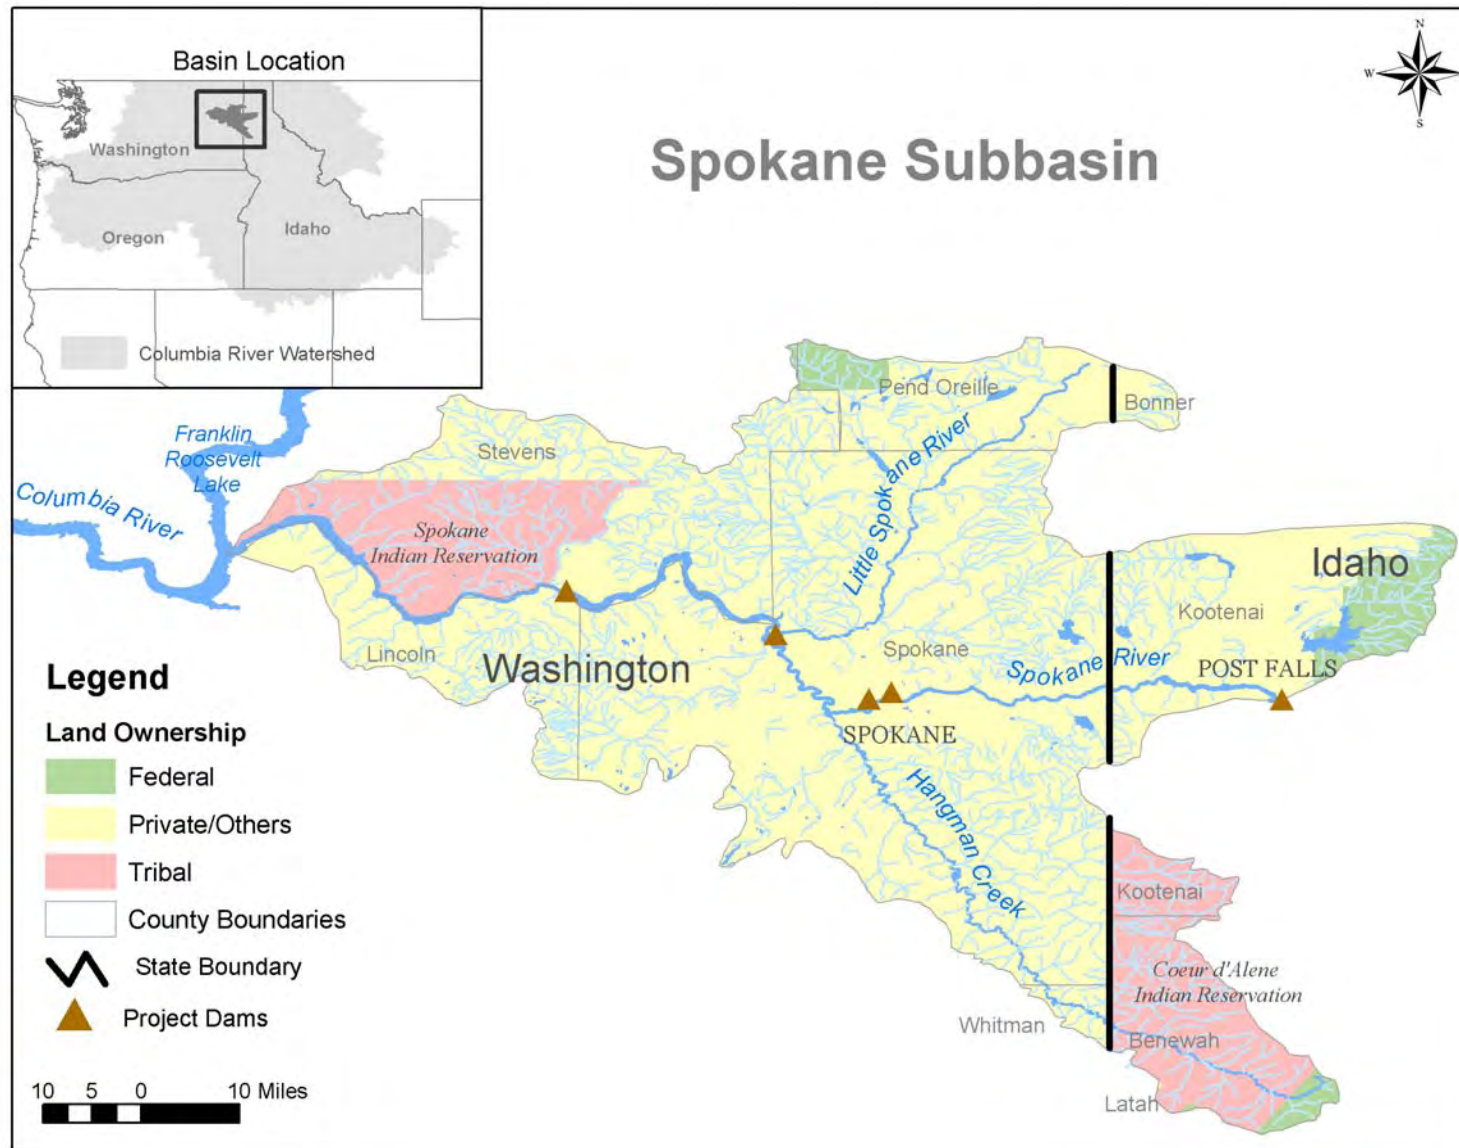 Basin Location
Washington
Oregon
Idaho
Columbia River Watershed
N
W
S
Spokane Subbasin
Franklin
Roosevelt
Lake
Columbia River
Stevens
Pend Oreille
Bonner
Spokane
Indian Reservation
Little Spokane River
Idaho
Kootenai
Lincoln
Washington
Spokane
Spokane River
POST FALLS
SPOKANE
Hangman Creek
Kootenai
Coeur d'Alene
Indian Reservation
Whitman
Benewah
Latah
Legend
Land Ownership
Federal
Private/Others
Tribal
County Boundaries
State Boundary
Project Dams
10 5 0 10 Miles